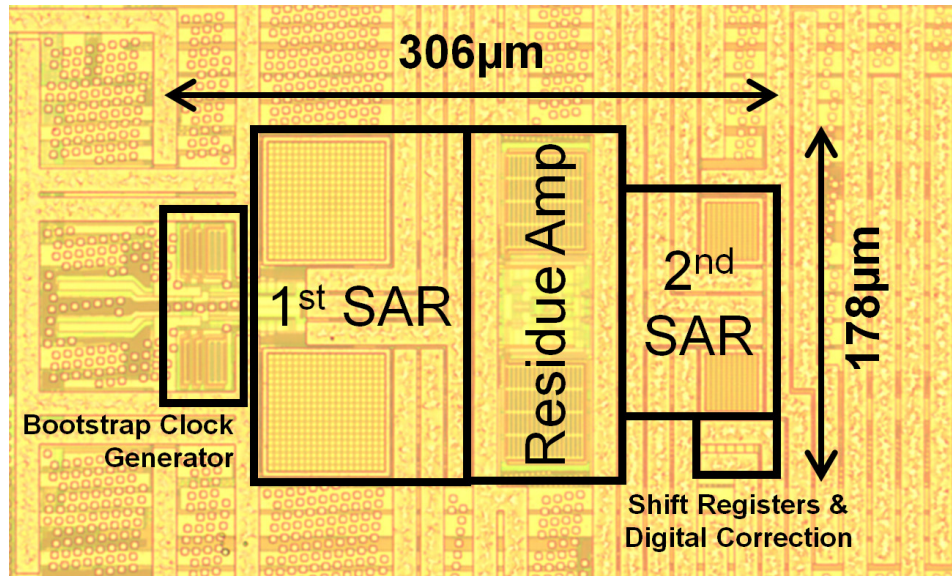 306µm
178µm
1st SAR
Residue Amp
2nd
SAR
Bootstrap Clock
Generator
Shift Registers &
Digital Correction